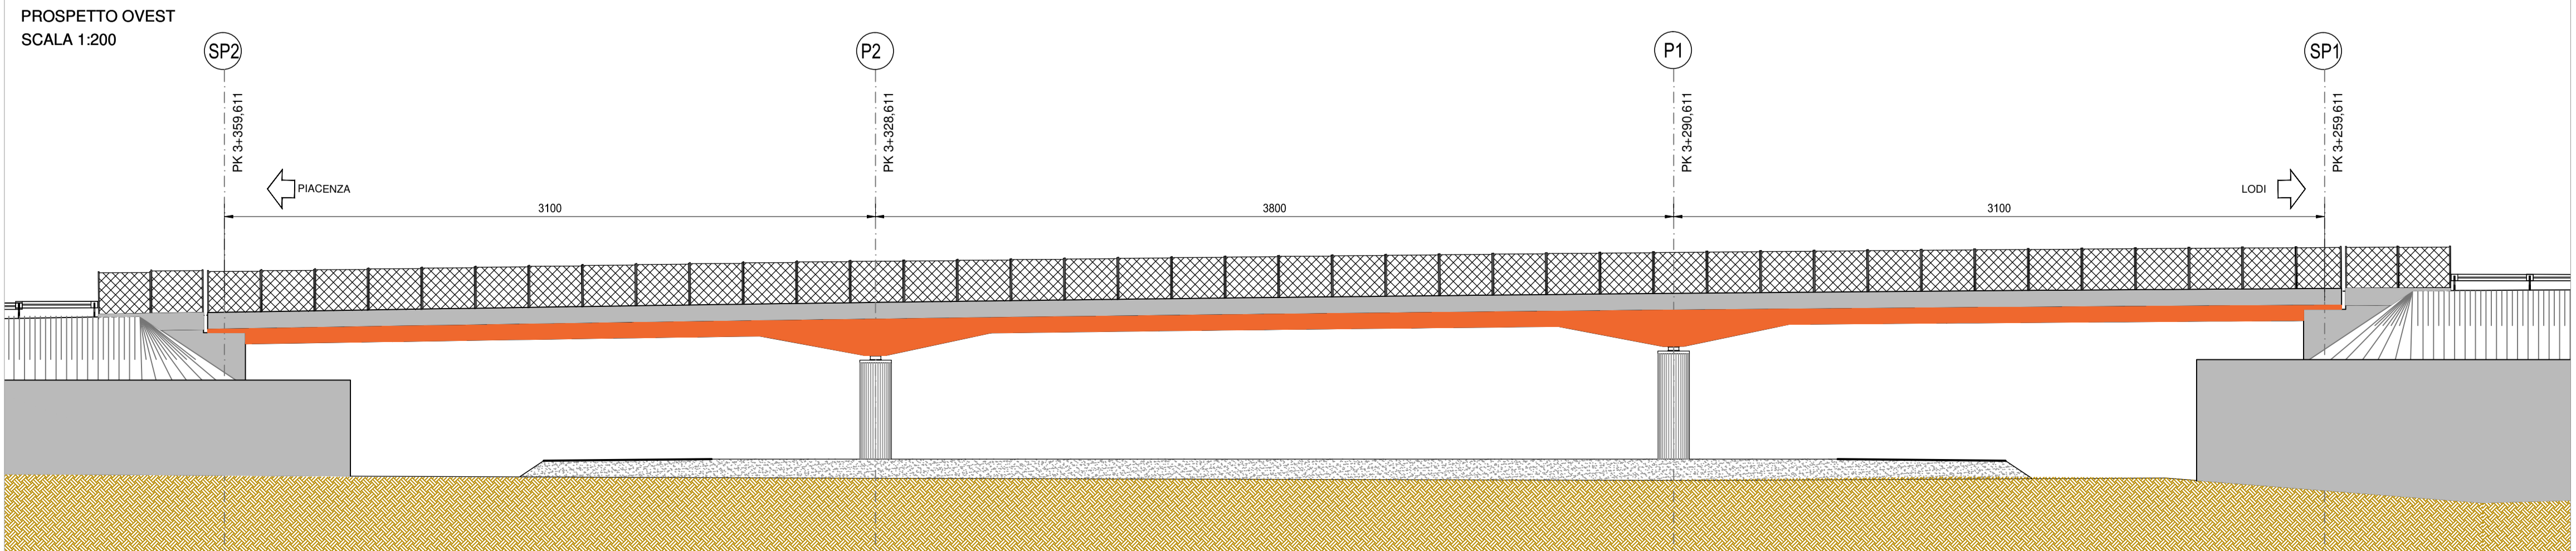 PROSPETTO OVEST
SCALA 1:200
SP2
P2
P1
SP1
PK 3+359,611
PK 3+328,611
PK 3+290,611
PK 3+259,611
PIACENZA
LODI
3100
3800
3100